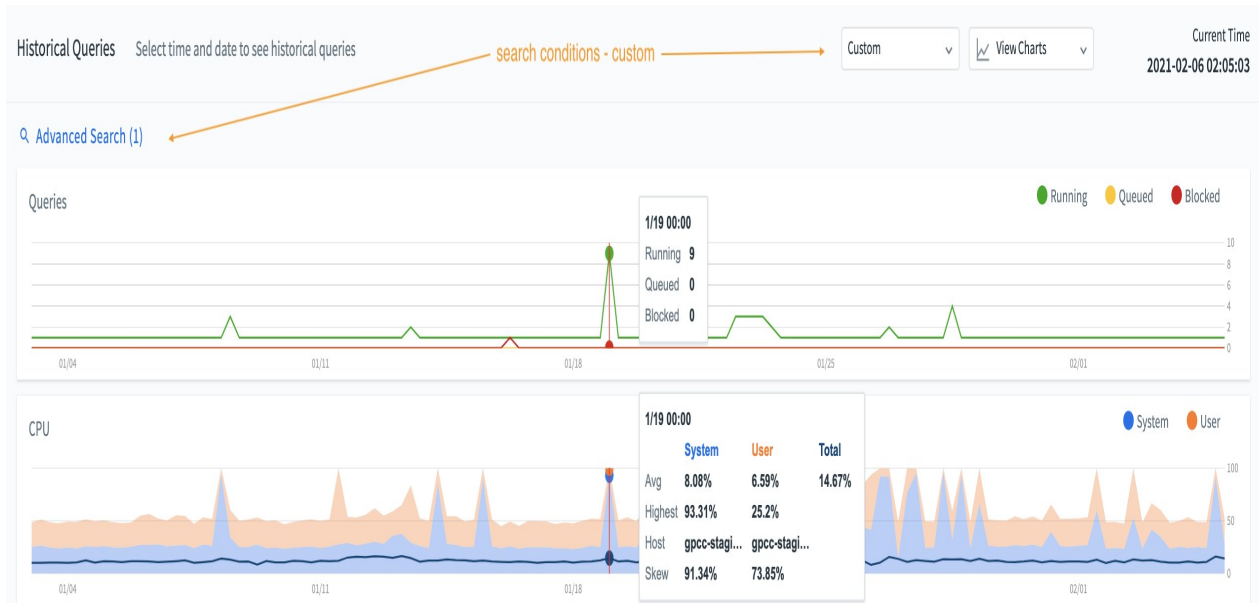 Historical Queries Select time and date to see historical queries
search conditions - custom
Custom
View Charts
Current Time
2021-02-06 02:05:03
Advanced Search (1)
Queries
Running Queued Blocked
1/19 00:00
Running 9
Queued 0
Blocked 0
10
8
6
4
2
0
01/04 01/11 01/18 01/25 02/01
CPU
System User
1/19 00:00
System User Total
Avg 8.08% 6.59% 14.67%
Highest 93.31% 25.2%
Host gpcc-stagi... gpcc-stagi...
Skew 91.34% 73.85%
100
50
0
01/04 01/11 01/18 02/01